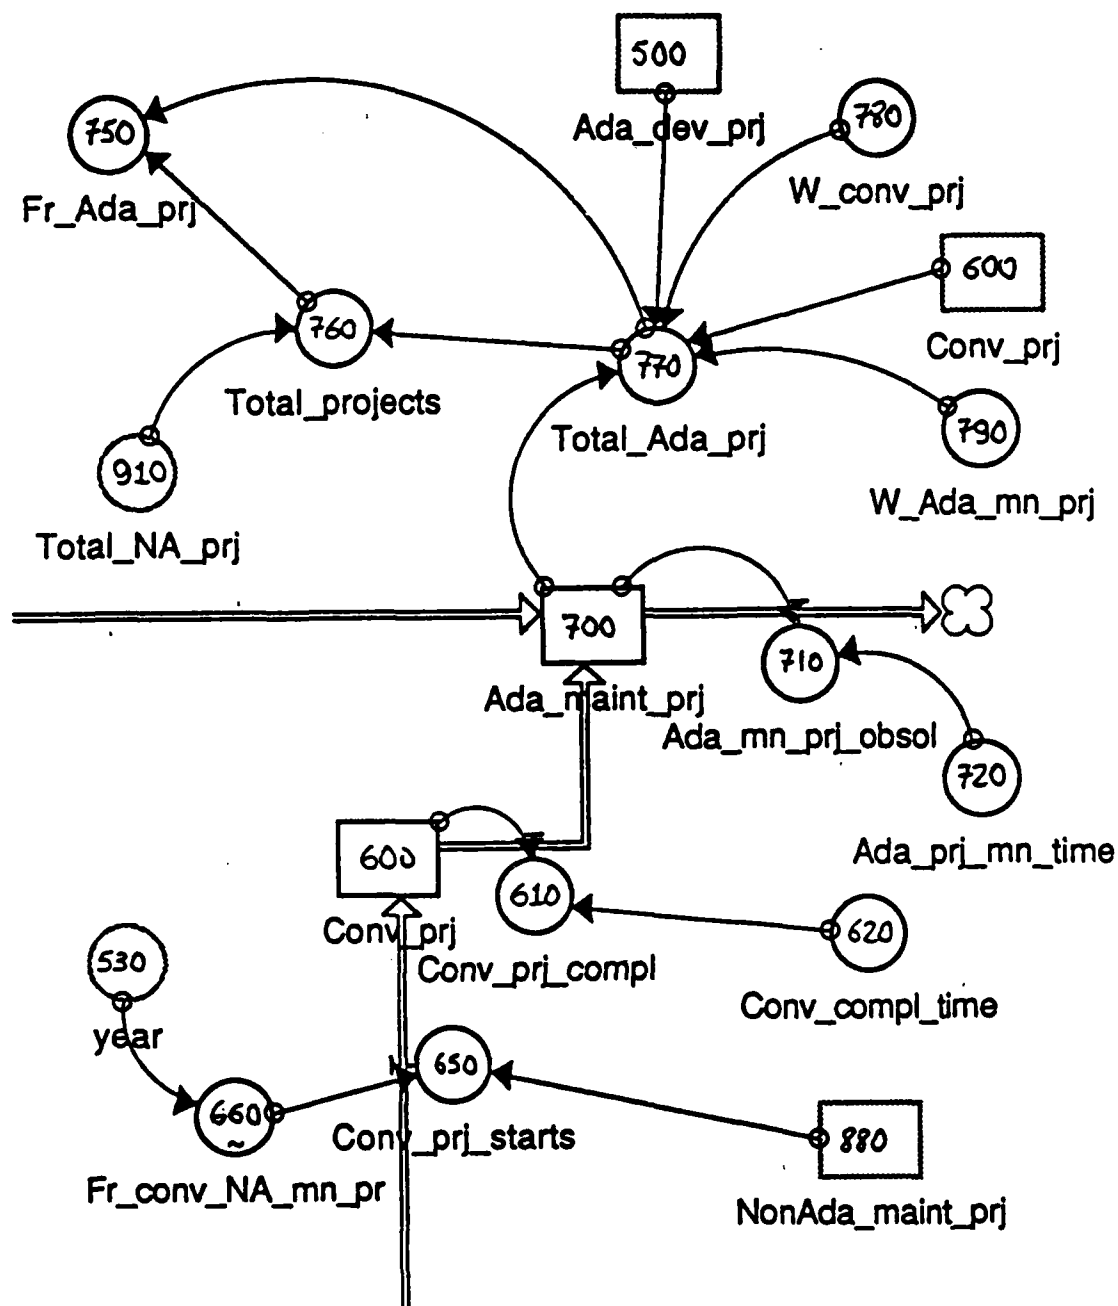 500
Ada_dev_prj
750
Fr_Ada_prj
780
W_conv_prj
600
Conv_prj
760
Total_projects
770
Total_Ada_prj
790
W_Ada_mn_prj
910
Total_NA_prj
700
Ada_maint_prj
710
Ada_mn_prj_obsol
720
Ada_prj_mn_time
600
Conv_prj
610
Conv_prj_compl
620
Conv_compl_time
530
year
650
Conv_prj_starts
660
~
Fr_conv_NA_mn_pr
880
NonAda_maint_prj